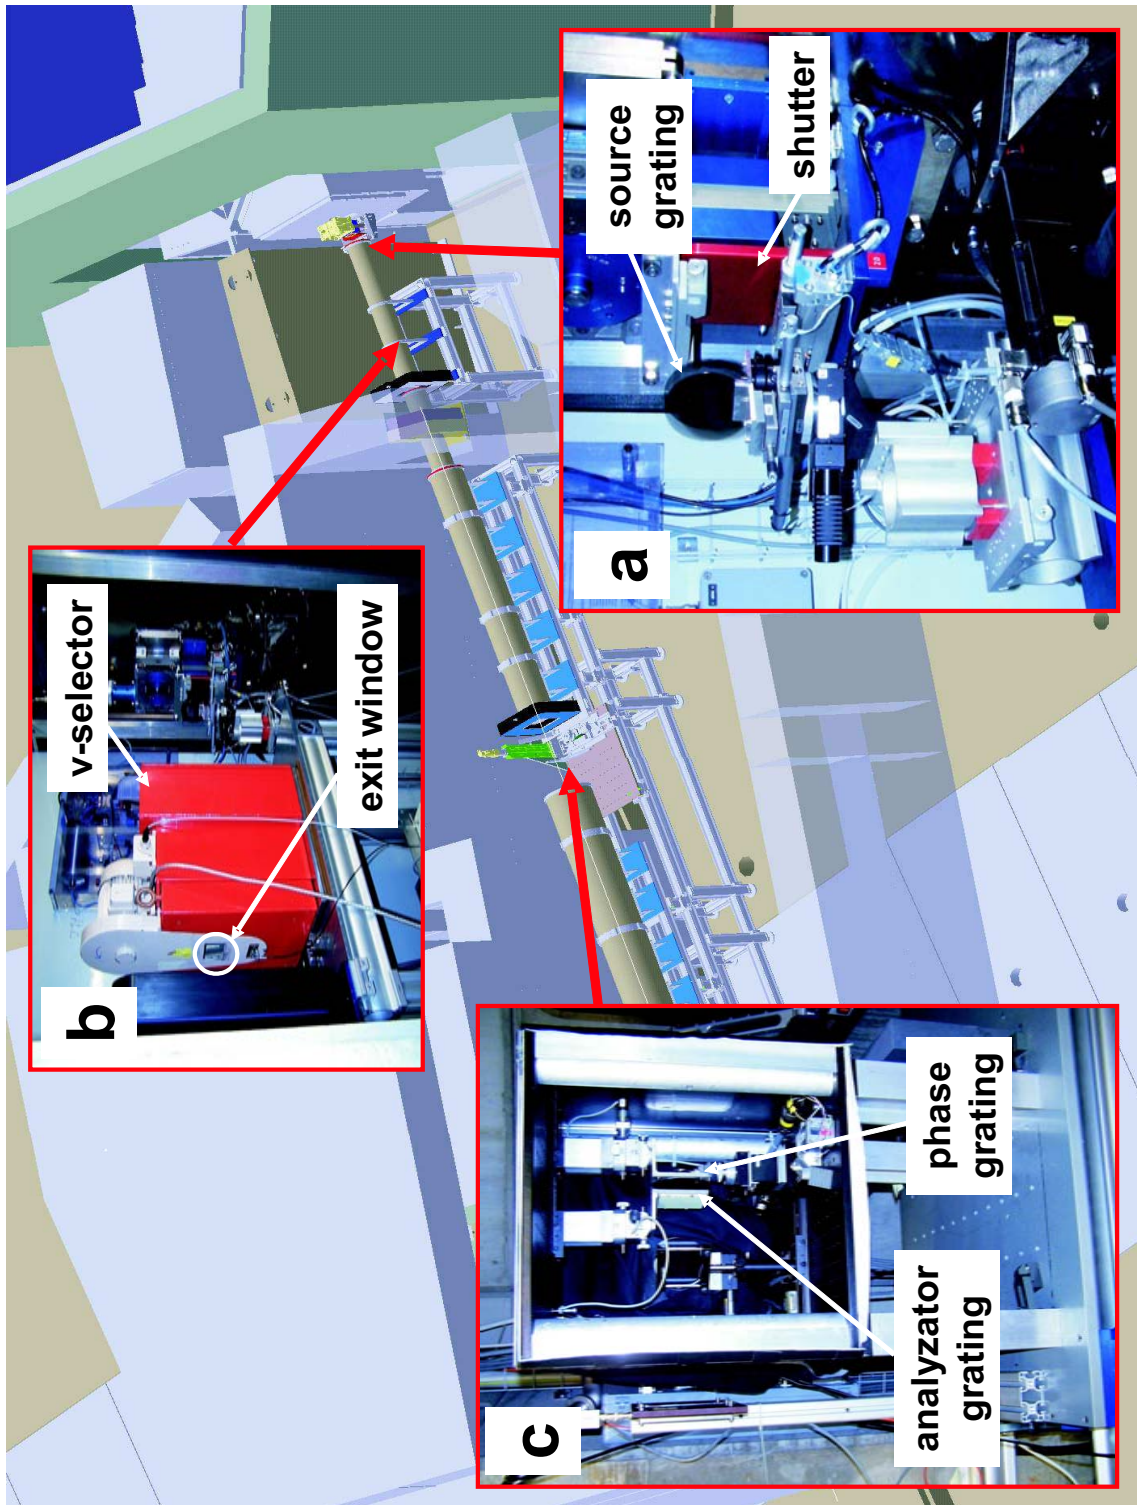 b
v-selector
exit window
c
analyzator
grating
phase
grating
a
source
grating
shutter